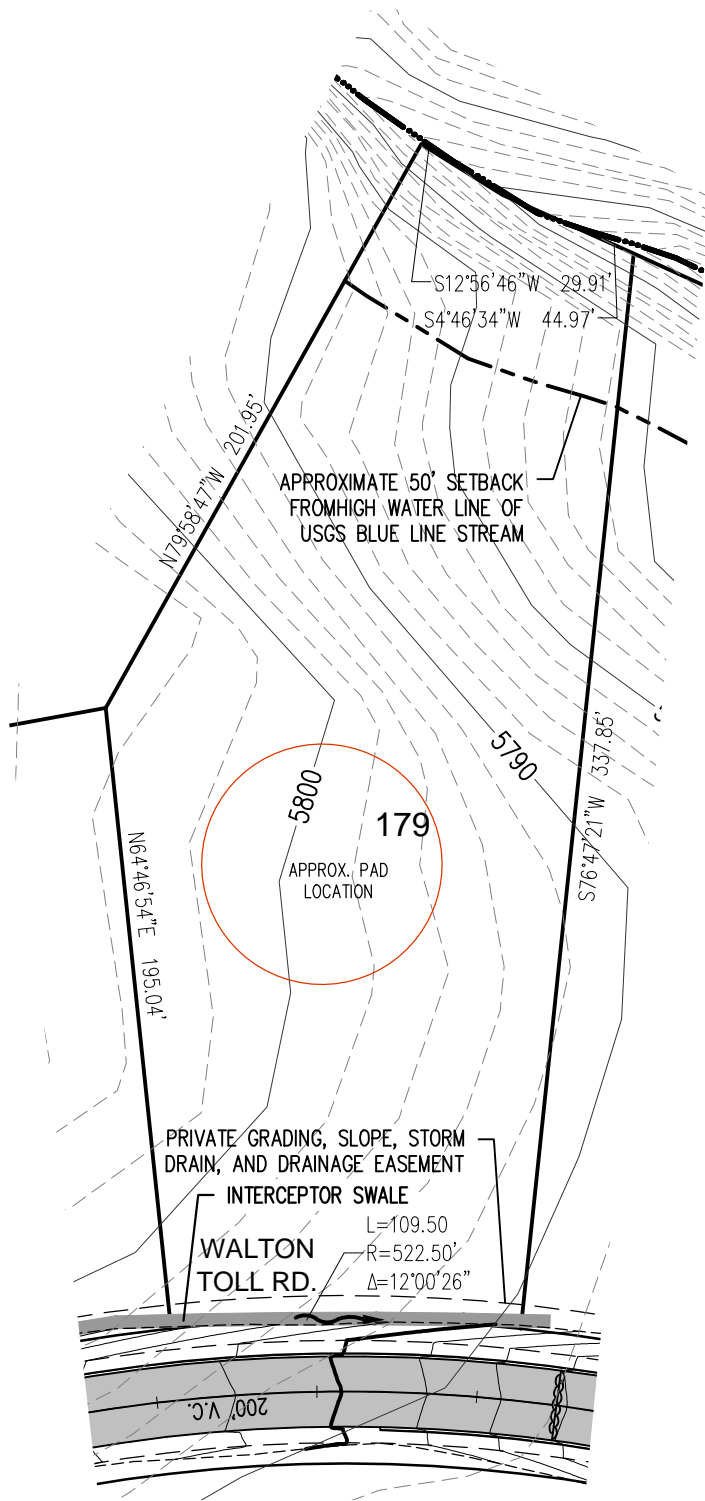 S12°56'46"W 29.91'
S4°46'34"W 44.97'
N79°58'47"W 201.95'
APPROXIMATE 50' SETBACK
FROMHIGH WATER LINE OF
USGS BLUE LINE STREAM
5790
S76°47'21"W 337.85'
5800
179
APPROX. PAD
LOCATION
N64°46'54"E 195.04'
PRIVATE GRADING, SLOPE, STORM
DRAIN, AND DRAINAGE EASEMENT
INTERCEPTOR SWALE
WALTON
TOLL RD.
L=109.50
R=522.50'
Δ=12°00'26"
200' V.C.